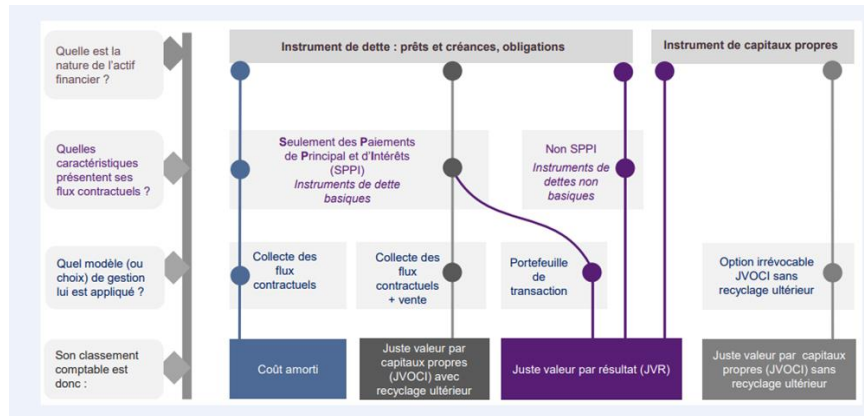 Quelle est la
nature de l'actif
financier ?
Instrument de dette : prêts et créances, obligations
Instrument de capitaux propres
Quelles
caractéristiques
présentent ses
flux contractuels ?
Seulement des Paiements
de Principal et d'Intérêts
(SPPI)
Instruments de dette
basiques
Non SPPI
Instruments de
dettes non
basiques
Quel modèle (ou
choix) de gestion
lui est appliqué ?
Collecte des
flux
contractuels
Collecte des
flux
contractuels
+ vente
Portefeuille
de
transaction
Option irrévocable
JVOCI sans
recyclage ultérieur
Son classement
comptable est
donc :
Coût amorti
Juste valeur par
capitaux propres
(JVOCI) avec
recyclage ultérieur
Juste valeur par résultat (JVR)
Juste valeur par capitaux
propres (JVOCI) sans
recyclage ultérieur